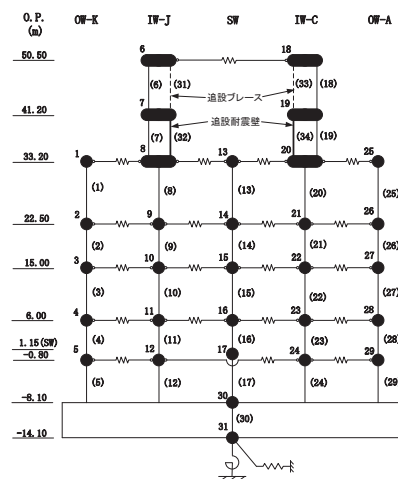 O.P. OW-K IW-J SW IW-C OW-A
(m)
6 18
50.50
(6) (31) (33) (18)
追設ブレース
41.20 7 19
追設耐震壁
(7) (32) (34) (19)
33.20 1 8 13 20 25
(1) (8) (13) (20) (25)
22.50 2 9 14 21 26
(2) (9) (14) (21) (26)
15.00 3 10 15 22 27
(3) (10) (15) (22) (27)
6.00 4 11 16 23 28
1.15(SW) (4) (11) (16) (23) (28)
-0.80 5 12 17 24 29
(5) (12) (17) (24) (29)
-8.10 30
(30)
-14.10 31